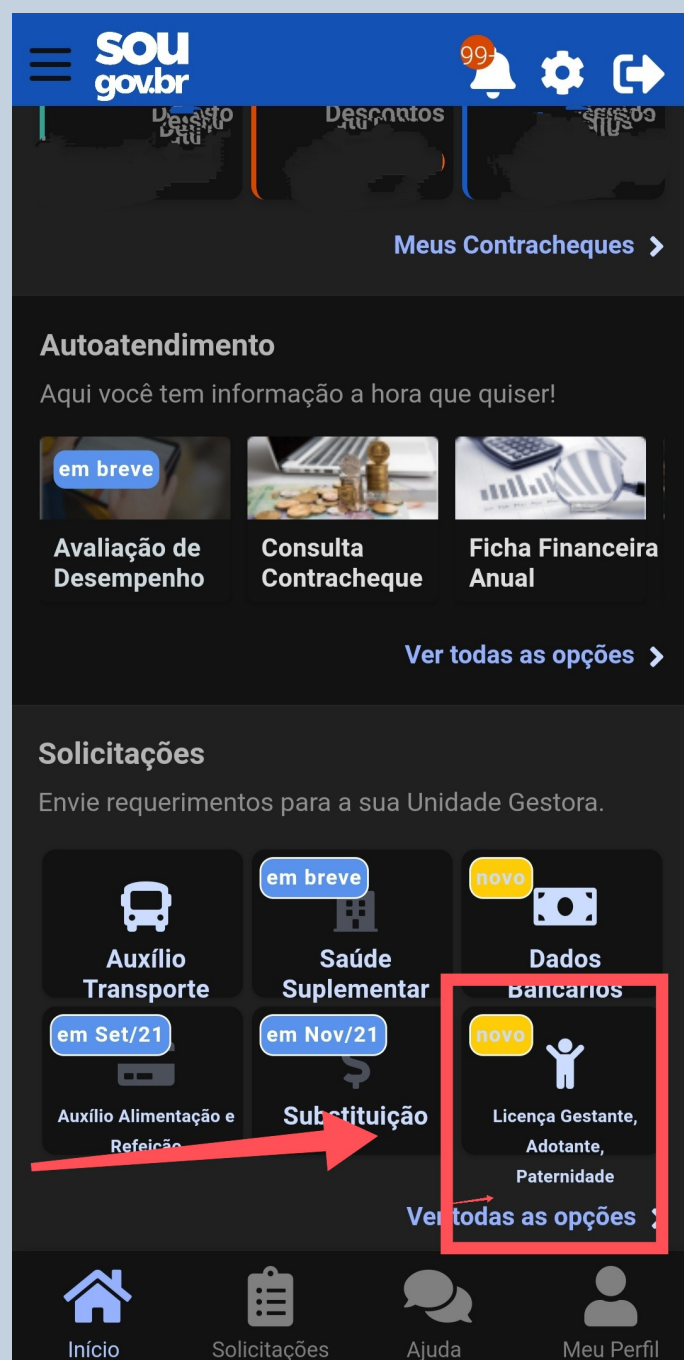 sou
gov.br
99+
Descontos
Meus Contracheques
Autoatendimento
Aqui você tem informação a hora que quiser!
em breve
Avaliação de
Desempenho
Consulta
Contracheque
Ficha Financeira
Anual
Ver todas as opções
Solicitações
Envie requerimentos para a sua Unidade Gestora.
Auxílio
Transporte
em breve
Saúde
Suplementar
novo
Dados
Bancários
em Set/21
Auxílio Alimentação e
Refeição
em Nov/21
Substituição
novo
Licença Gestante,
Adotante,
Paternidade
Ver todas as opções
Início
Solicitações
Ajuda
Meu Perfil